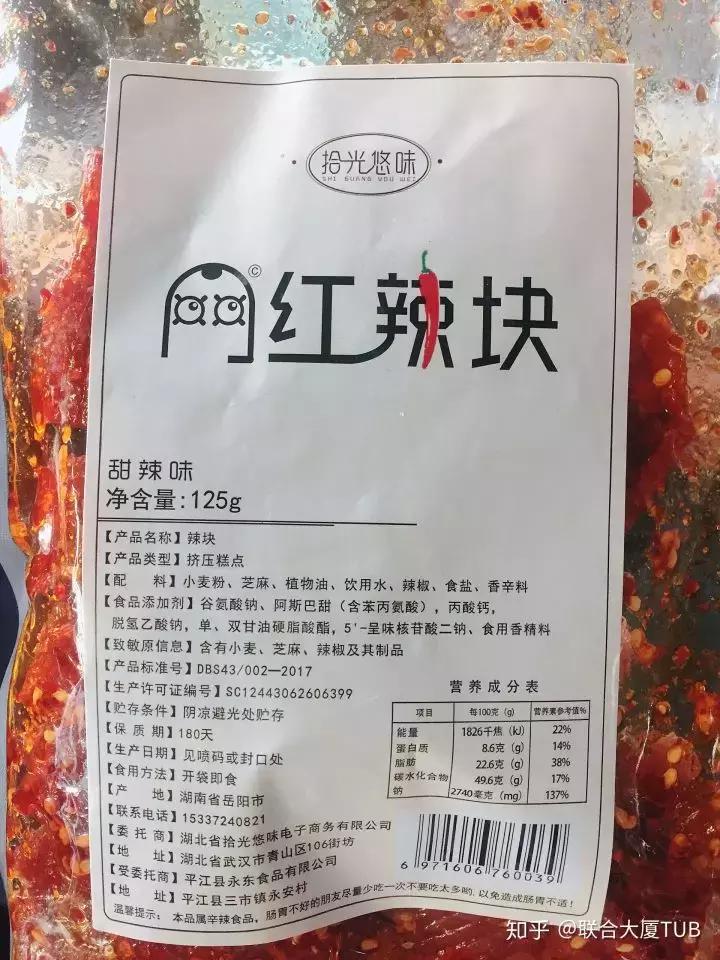 拾光悠味
SHI GUANG YOU WEI
网红辣块
©
甜辣味
净含量:125g
【产品名称】辣块
【产品类型】挤压糕点
【配 料】小麦粉、芝麻、植物油、饮用水、辣椒、食盐、香辛料
【食品添加剂】谷氨酸钠、阿斯巴甜（含苯丙氨酸），丙酸钙，
脱氢乙酸钠，单、双甘油硬脂酸酯，5'-呈味核苷酸二钠、食用香精料
【致敏原信息】含有小麦、芝麻、辣椒及其制品
【产品标准号】DBS43/002—2017
【生产许可证编号】SC12443062606399
【贮存条件】阴凉避光处贮存
【保 质 期】180天
【生产日期】见喷码或封口处
【食用方法】开袋即食
【产 地】湖南省岳阳市
【联系电话】15337240821
【委 托 商】湖北省拾光悠味电子商务有限公司
【地 址】湖北省武汉市青山区106街坊
【受委托商】平江县永东食品有限公司
【地 址】平江县三市镇永安村
温馨提示： 本品属辛辣食品，肠胃不好的朋友尽量少吃一次不要吃太多哟，以免造成肠胃不适！
营养成分表
项目 每100克（g） 营养素参考值%
能量 1826千焦（kJ） 22%
蛋白质 8.6克（g） 14%
脂肪 22.6克（g） 38%
碳水化合物 49.6克（g） 17%
钠 2740毫克（mg） 137%
6 971606 760039
知乎 @联合大厦TUB